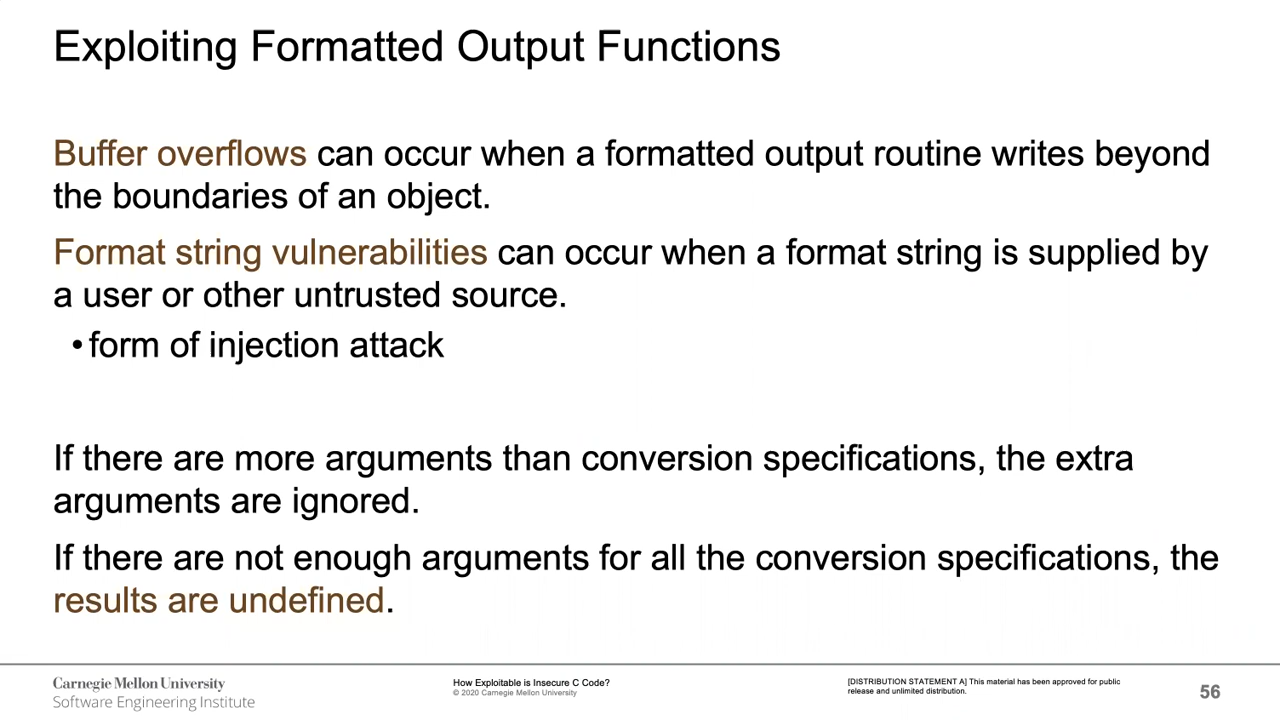 Exploiting Formatted Output Functions
Buffer overflows can occur when a formatted output routine writes beyond
the boundaries of an object.
Format string vulnerabilities can occur when a format string is supplied by
a user or other untrusted source.
• form of injection attack
If there are more arguments than conversion specifications, the extra
arguments are ignored.
If there are not enough arguments for all the conversion specifications, the
results are undefined.
Carnegie Mellon University
Software Engineering Institute
How Exploitable is Insecure C Code?
© 2020 Carnegie Mellon University
[DISTRIBUTION STATEMENT A] This material has been approved for public
release and unlimited distribution.
56